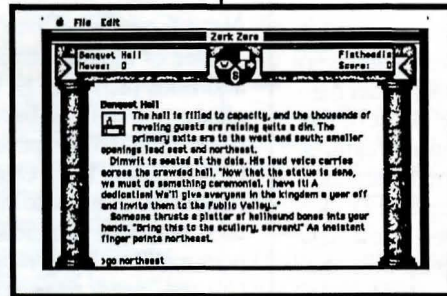 File Edit
Zork Zero
Banquet Hall
Flatheadia
Moves: 0
Score: 0
Banquet Hall
The hall is filled to capacity, and the thousands of
reveling guests are raising quite a din. The
primary exits are to the west and south; smaller
openings lead east and northeast.
Dimwit is seated at the dais. His loud voice carries
across the crowded hall. "Now that the statue is done,
we must do something ceremonial. I have it! A
dedication! We'll give everyone in the kingdom a year off
and invite them to the Fublio Valley..."
Someone thrusts a platter of hellhound bones into your
hands. "Bring this to the scullery, servant!" An insistent
finger points northeast.
>go northeast